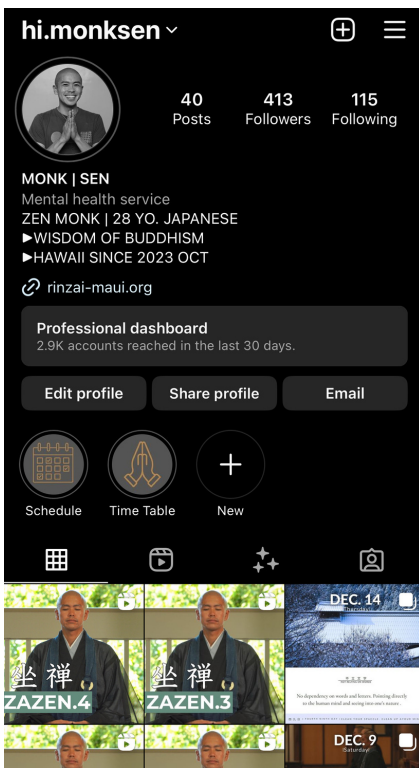 hi.monksen
40 413 115
Posts Followers Following
MONK | SEN
Mental health service
ZEN MONK | 28 YO. JAPANESE
►WISDOM OF BUDDHISM
►HAWAII SINCE 2023 OCT
rinzai-maui.org
Professional dashboard
2.9K accounts reached in the last 30 days.
Edit profile Share profile Email
Schedule Time Table New
坐禅
ZAZEN.4
坐禅
ZAZEN.3
DEC. 14
No dependency on words and letters. Pointing directly
to the human mind and seeing into one's nature .
DEC. 9
(Saturday)